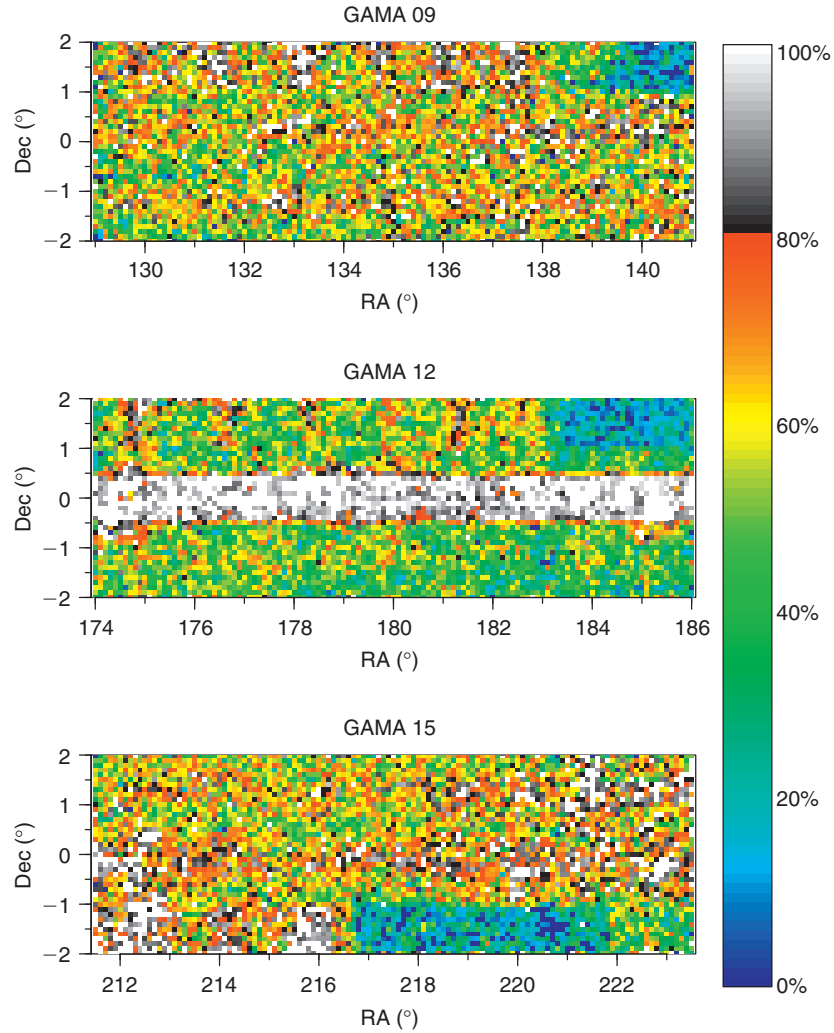 GAMA 09
2
1
0
−1
−2
Dec (°)
130 132 134 136 138 140
RA (°)
GAMA 12
2
1
0
−1
−2
Dec (°)
174 176 178 180 182 184 186
RA (°)
GAMA 15
2
1
0
−1
−2
Dec (°)
212 214 216 218 220 222
RA (°)
100%
80%
60%
40%
20%
0%